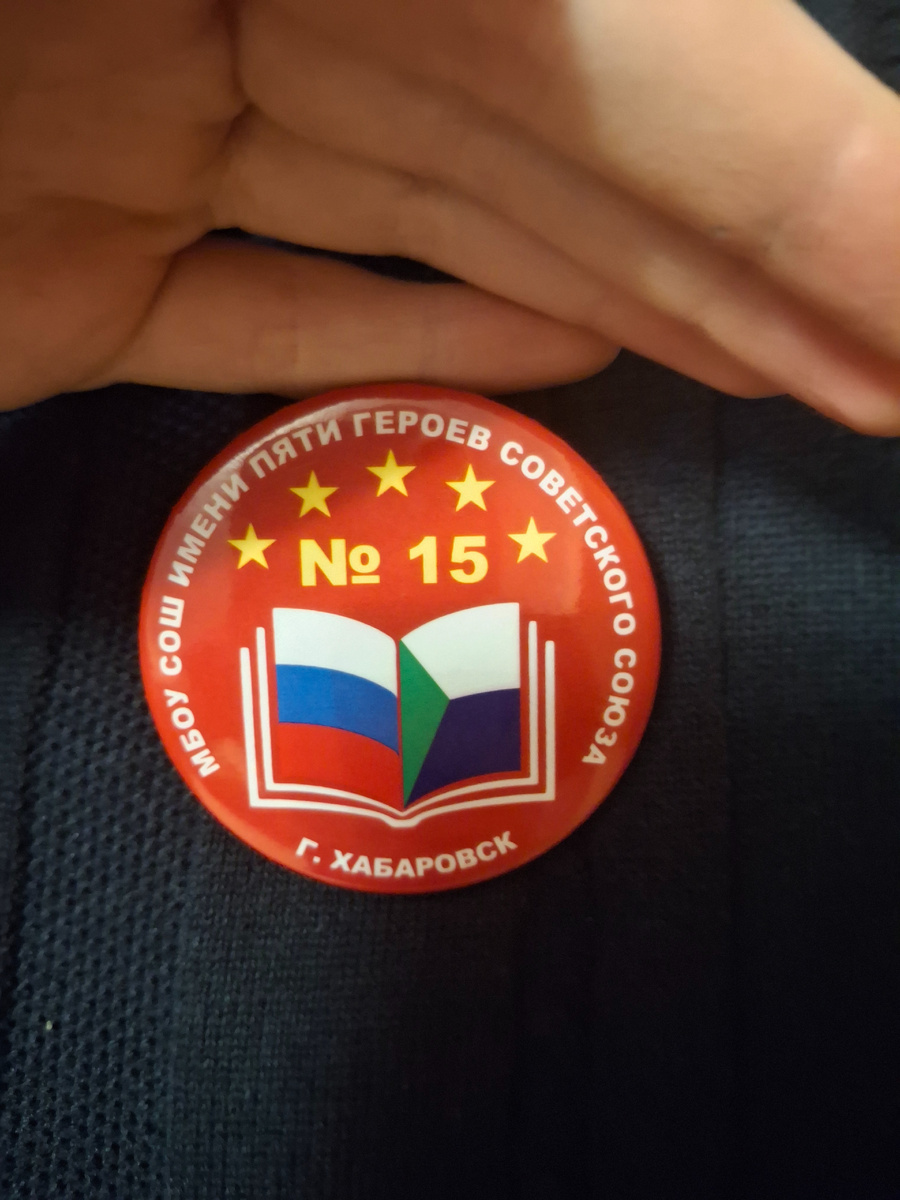 МБОУ СОШ ИМЕНИ ПЯТИ ГЕРОЕВ СОВЕТСКОГО СОЮЗА
№ 15
Г. ХАБАРОВСК